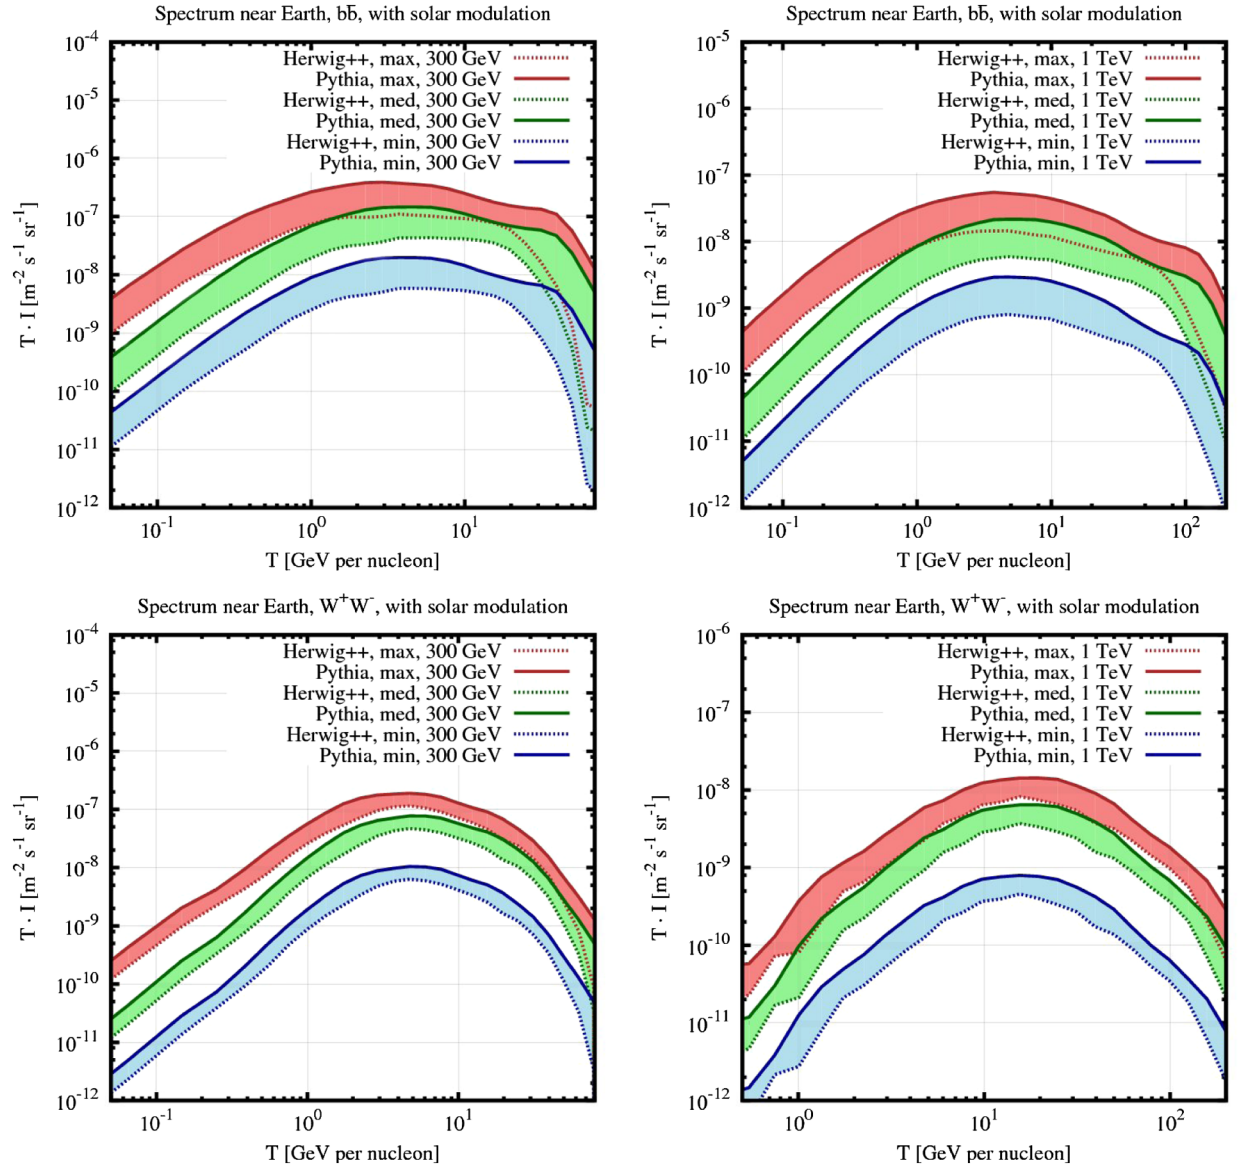 Spectrum near Earth, bb̄, with solar modulation
Herwig++, max, 300 GeV
Pythia, max, 300 GeV
Herwig++, med, 300 GeV
Pythia, med, 300 GeV
Herwig++, min, 300 GeV
Pythia, min, 300 GeV
10⁻⁴
10⁻⁵
10⁻⁶
10⁻⁷
10⁻⁸
10⁻⁹
10⁻¹⁰
10⁻¹¹
10⁻¹²
T · I [m⁻² s⁻¹ sr⁻¹]
10⁻¹ 10⁰ 10¹
T [GeV per nucleon]
Spectrum near Earth, bb̄, with solar modulation
Herwig++, max, 1 TeV
Pythia, max, 1 TeV
Herwig++, med, 1 TeV
Pythia, med, 1 TeV
Herwig++, min, 1 TeV
Pythia, min, 1 TeV
10⁻⁵
10⁻⁶
10⁻⁷
10⁻⁸
10⁻⁹
10⁻¹⁰
10⁻¹¹
10⁻¹²
T · I [m⁻² s⁻¹ sr⁻¹]
10⁻¹ 10⁰ 10¹ 10²
T [GeV per nucleon]
Spectrum near Earth, W⁺W⁻, with solar modulation
Herwig++, max, 300 GeV
Pythia, max, 300 GeV
Herwig++, med, 300 GeV
Pythia, med, 300 GeV
Herwig++, min, 300 GeV
Pythia, min, 300 GeV
10⁻⁴
10⁻⁵
10⁻⁶
10⁻⁷
10⁻⁸
10⁻⁹
10⁻¹⁰
10⁻¹¹
10⁻¹²
T · I [m⁻² s⁻¹ sr⁻¹]
10⁻¹ 10⁰ 10¹
T [GeV per nucleon]
Spectrum near Earth, W⁺W⁻, with solar modulation
Herwig++, max, 1 TeV
Pythia, max, 1 TeV
Herwig++, med, 1 TeV
Pythia, med, 1 TeV
Herwig++, min, 1 TeV
Pythia, min, 1 TeV
10⁻⁶
10⁻⁷
10⁻⁸
10⁻⁹
10⁻¹⁰
10⁻¹¹
10⁻¹²
T · I [m⁻² s⁻¹ sr⁻¹]
10⁰ 10¹ 10²
T [GeV per nucleon]